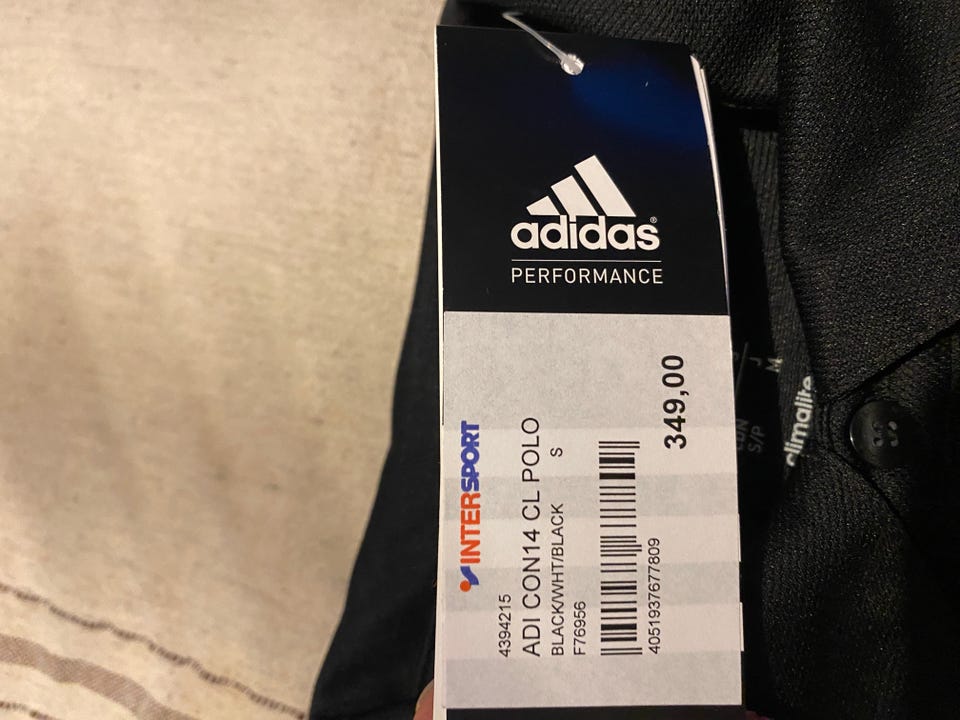 adidas®
PERFORMANCE
INTERSPORT
4394215
ADI CON14 CL POLO
BLACK/WHT/BLACK S
F76956
4051937677809
349,00
M
S/P
climalite